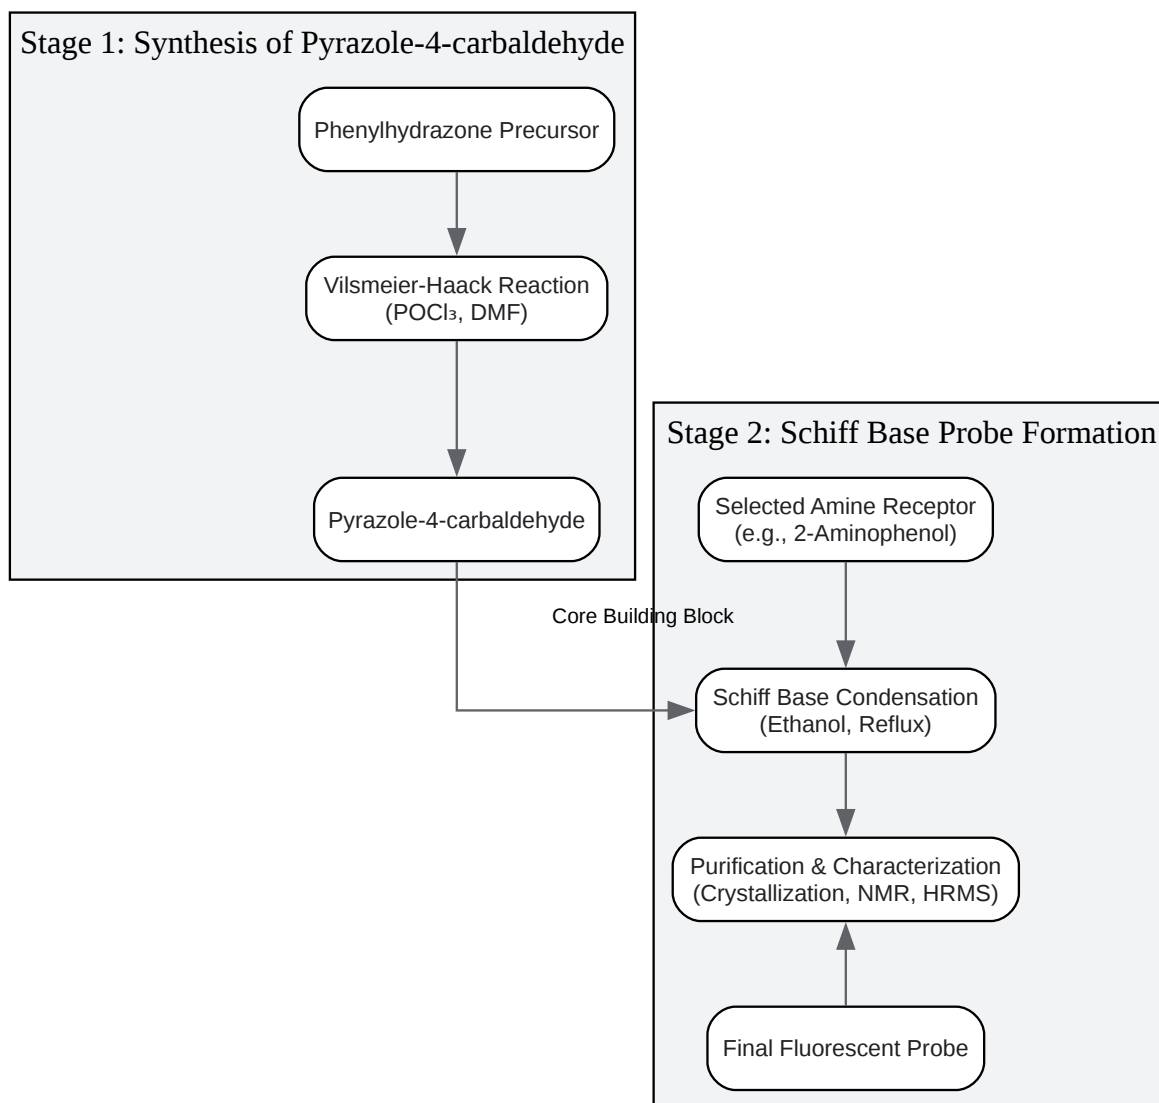 Stage 1: Synthesis of Pyrazole-4-carbaldehyde
Phenylhydrazone Precursor
Vilsmeier-Haack Reaction
(POCl₃, DMF)
Pyrazole-4-carbaldehyde
Core Building Block
Stage 2: Schiff Base Probe Formation
Selected Amine Receptor
(e.g., 2-Aminophenol)
Schiff Base Condensation
(Ethanol, Reflux)
Purification & Characterization
(Crystallization, NMR, HRMS)
Final Fluorescent Probe